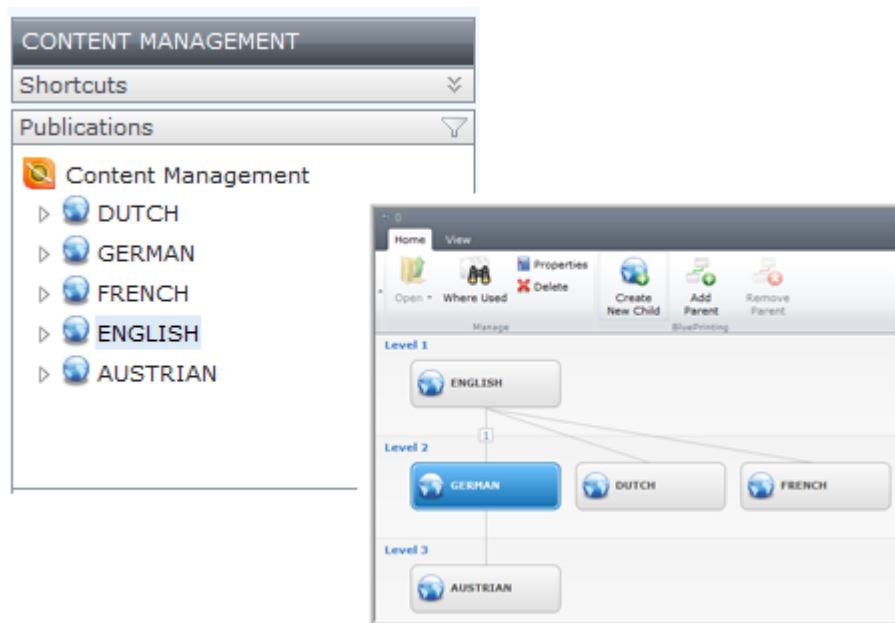 CONTENT MANAGEMENT
Shortcuts
Publications
Content Management
DUTCH
GERMAN
FRENCH
ENGLISH
AUSTRIAN
0
Home View
Open Where Used Properties
Delete
Create New Child
Add Parent
Remove Parent
Manage BluePrinting
Level 1
ENGLISH
1
Level 2
GERMAN DUTCH FRENCH
Level 3
AUSTRIAN